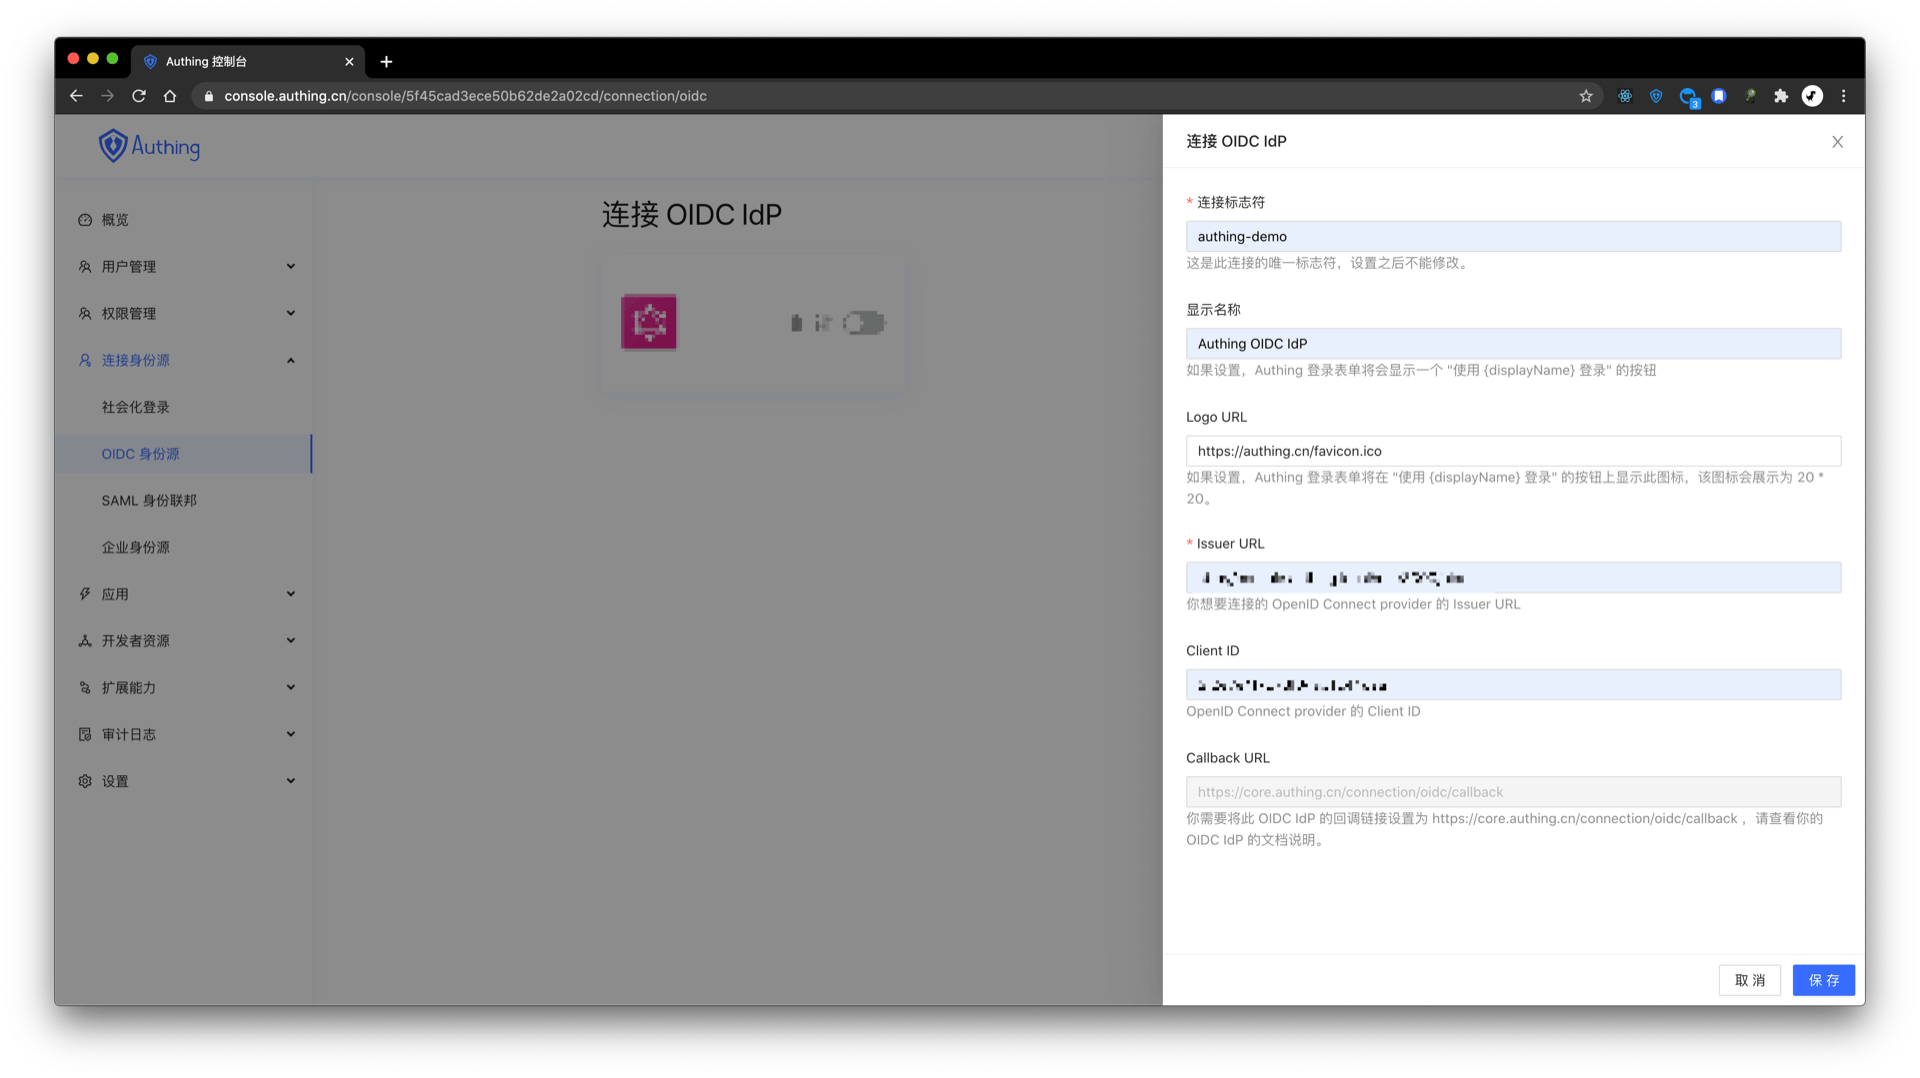 Authing 控制台
console.authing.cn/console/5f45cad3ece50b62de2a02cd/connection/oidc
3
Authing
概览
用户管理
权限管理
连接身份源
社会化登录
OIDC 身份源
SAML 身份联邦
企业身份源
应用
开发者资源
扩展能力
审计日志
设置
连接 OIDC IdP
连接 OIDC IdP
* 连接标志符
authing-demo
这是此连接的唯一标志符，设置之后不能修改。
显示名称
Authing OIDC IdP
如果设置，Authing 登录表单将会显示一个 "使用 {displayName} 登录" 的按钮
Logo URL
https://authing.cn/favicon.ico
如果设置，Authing 登录表单将在 "使用 {displayName} 登录" 的按钮上显示此图标，该图标会展示为 20 *
20。
* Issuer URL
你想要连接的 OpenID Connect provider 的 Issuer URL
Client ID
OpenID Connect provider 的 Client ID
Callback URL
https://core.authing.cn/connection/oidc/callback
你需要将此 OIDC IdP 的回调链接设置为 https://core.authing.cn/connection/oidc/callback ，请查看你的
OIDC IdP 的文档说明。
取 消
保 存